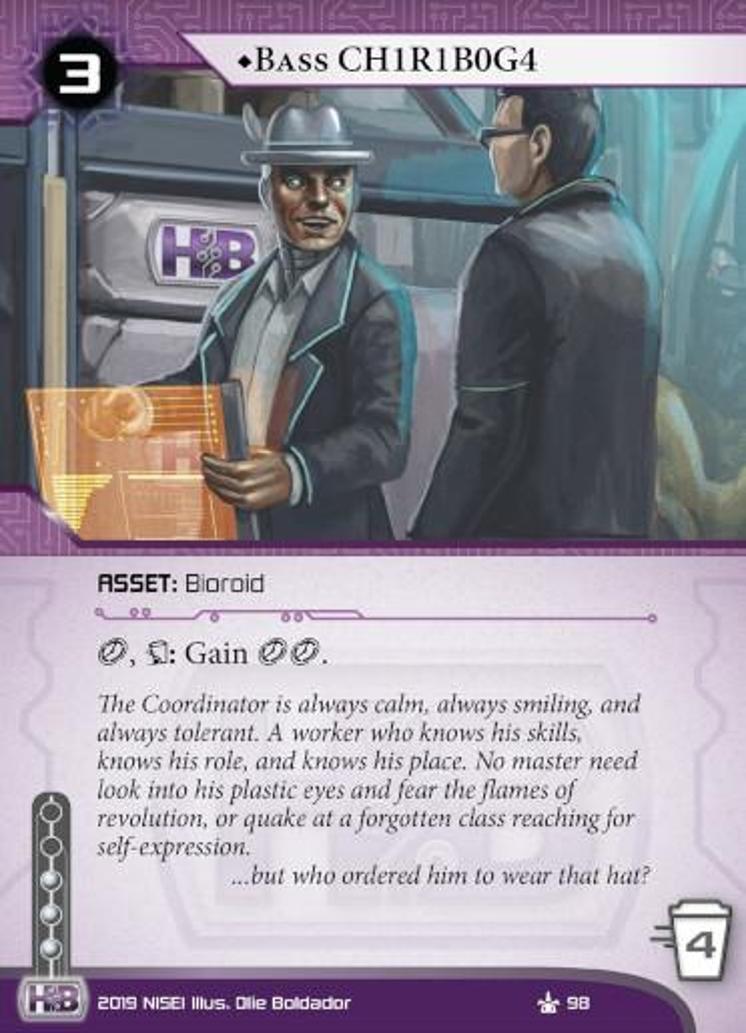 3
◆Bass CH1R1B0G4
H B
ASSET: Bioroid
, : Gain .
The Coordinator is always calm, always smiling, and
always tolerant. A worker who knows his skills,
knows his role, and knows his place. No master need
look into his plastic eyes and fear the flames of
revolution, or quake at a forgotten class reaching for
self-expression.
...but who ordered him to wear that hat?
4
HB 2019 NISEI Illus. Olie Boldador 98